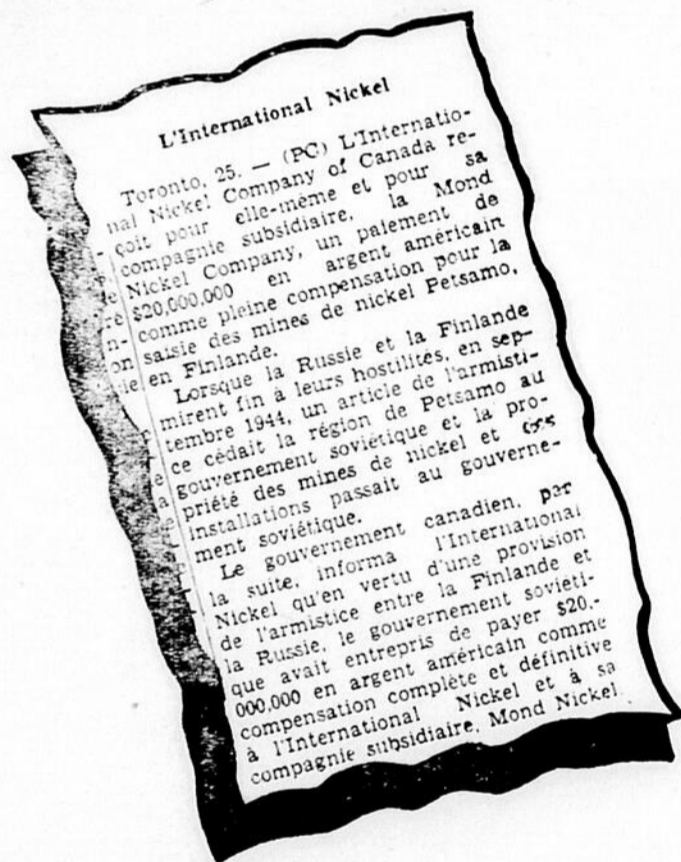 L'International Nickel
Toronto, 25. — (PC) L'Internatio-
nal Nickel Company of Canada re-
çoit pour elle-même et pour sa
compagnie subsidiaire, la Mond
Nickel Company, un paiement de
$20,000,000 en argent américain
comme pleine compensation pour la
saisie des mines de nickel Petsamo,
en Finlande.
Lorsque la Russie et la Finlande
mirent fin à leurs hostilités, en sep-
tembre 1944, un article de l'armisti-
ce cédait la région de Petsamo au
gouvernement soviétique et la pro-
priété des mines de nickel et des
installations passait au gouverne-
ment soviétique.
Le gouvernement canadien, par
la suite, informa l'International
Nickel qu'en vertu d'une provision
de l'armistice entre la Finlande et
la Russie, le gouvernement soviéti-
que avait entrepris de payer $20,-
000,000 en argent américain comme
compensation complète et définitive
à l'International Nickel et à sa
compagnie subsidiaire, Mond Nickel.